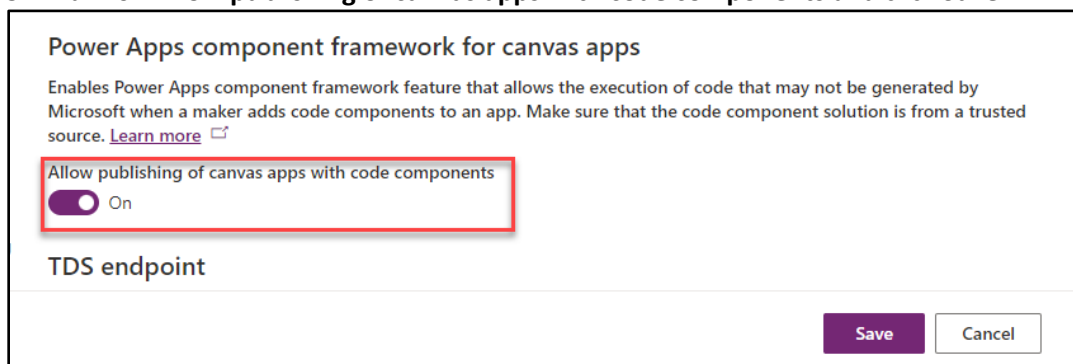 Power Apps component framework for canvas apps
Enables Power Apps component framework feature that allows the execution of code that may not be generated by
Microsoft when a maker adds code components to an app. Make sure that the code component solution is from a trusted
source. Learn more
Allow publishing of canvas apps with code components
On
TDS endpoint
Save Cancel